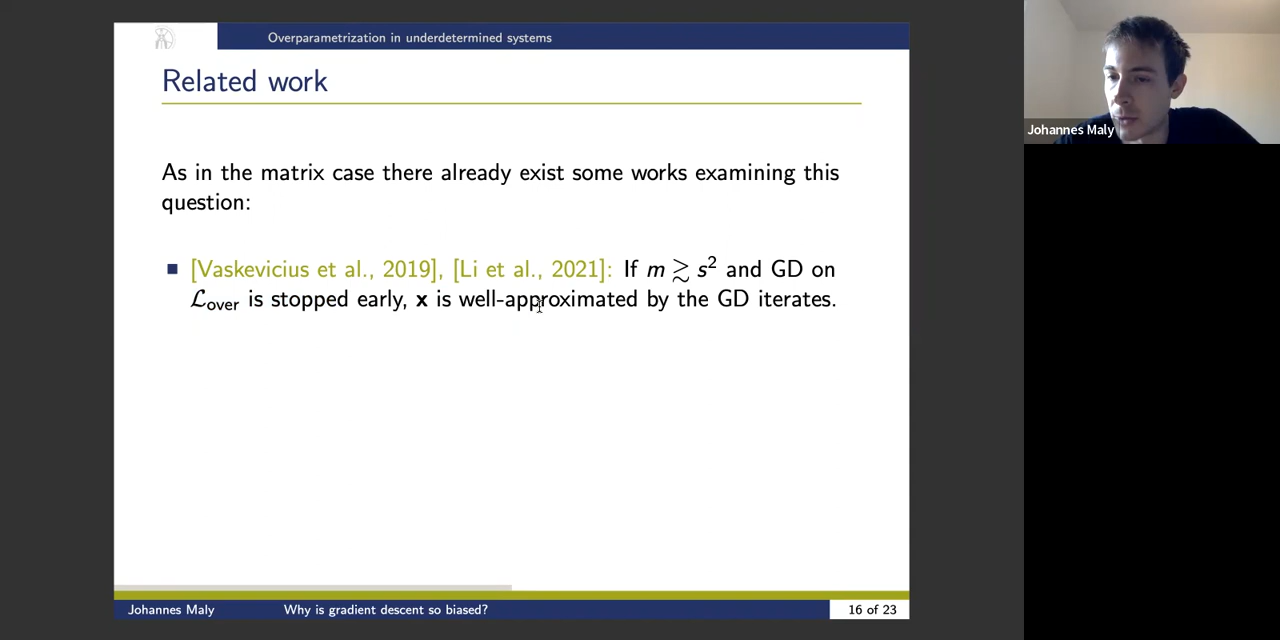 Overparametrization in underdetermined systems
Related work
As in the matrix case there already exist some works examining this
question:
[Vaskevicius et al., 2019], [Li et al., 2021]: If m ≳ s² and GD on
ℒover is stopped early, x is well-approximated by the GD iterates.
Johannes Maly Why is gradient descent so biased? 16 of 23
Johannes Maly